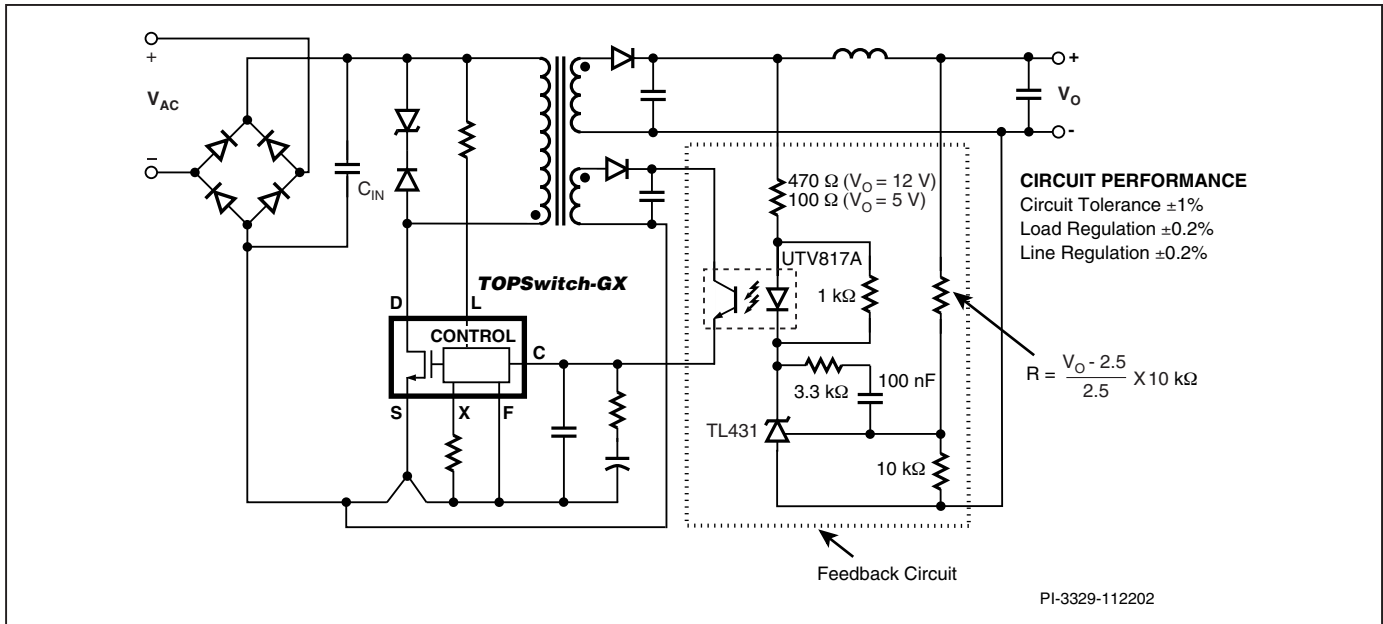 +
V_AC
–
C_IN
TOPSwitch-GX
D
L
CONTROL
C
S
X
F
+
V_O
-
470 Ω (V_O = 12 V)
100 Ω (V_O = 5 V)
UTV817A
1 kΩ
3.3 kΩ
100 nF
TL431
10 kΩ
CIRCUIT PERFORMANCE
Circuit Tolerance ±1%
Load Regulation ±0.2%
Line Regulation ±0.2%
R = (V_O - 2.5) / 2.5 X 10 kΩ
Feedback Circuit
PI-3329-112202